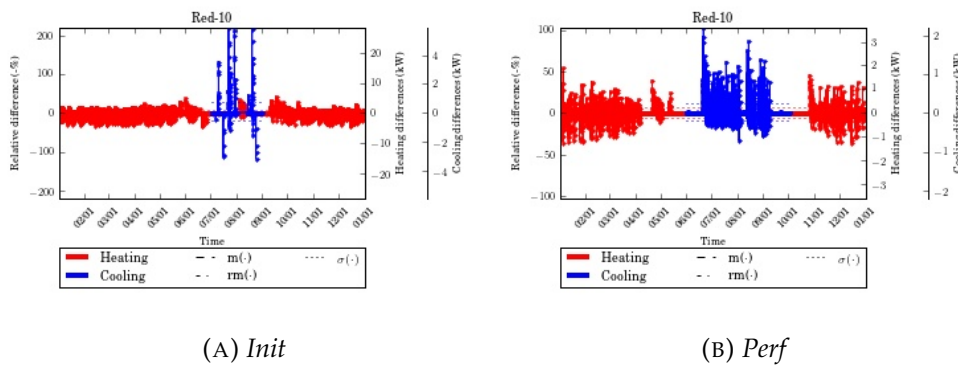 Red-10
200
100
0
−100
−200
Relative difference (-%)
20
10
0
−10
−20
Heating differences (kW)
4
2
0
−2
−4
Cooling differences (kW)
02/01
03/01
04/01
05/01
06/01
07/01
08/01
09/01
10/01
11/01
12/01
01/01
Time
Heating
Cooling
m(·)
rm(·)
σ(·)
(A) Init
Red-10
100
50
0
−50
−100
Relative difference (-%)
3
2
1
0
−1
−2
−3
Heating differences (kW)
2
1
0
−1
−2
02/01
03/01
04/01
05/01
06/01
07/01
08/01
09/01
10/01
11/01
12/01
01/01
Time
Heating
Cooling
m(·)
rm(·)
σ(·)
(B) Perf